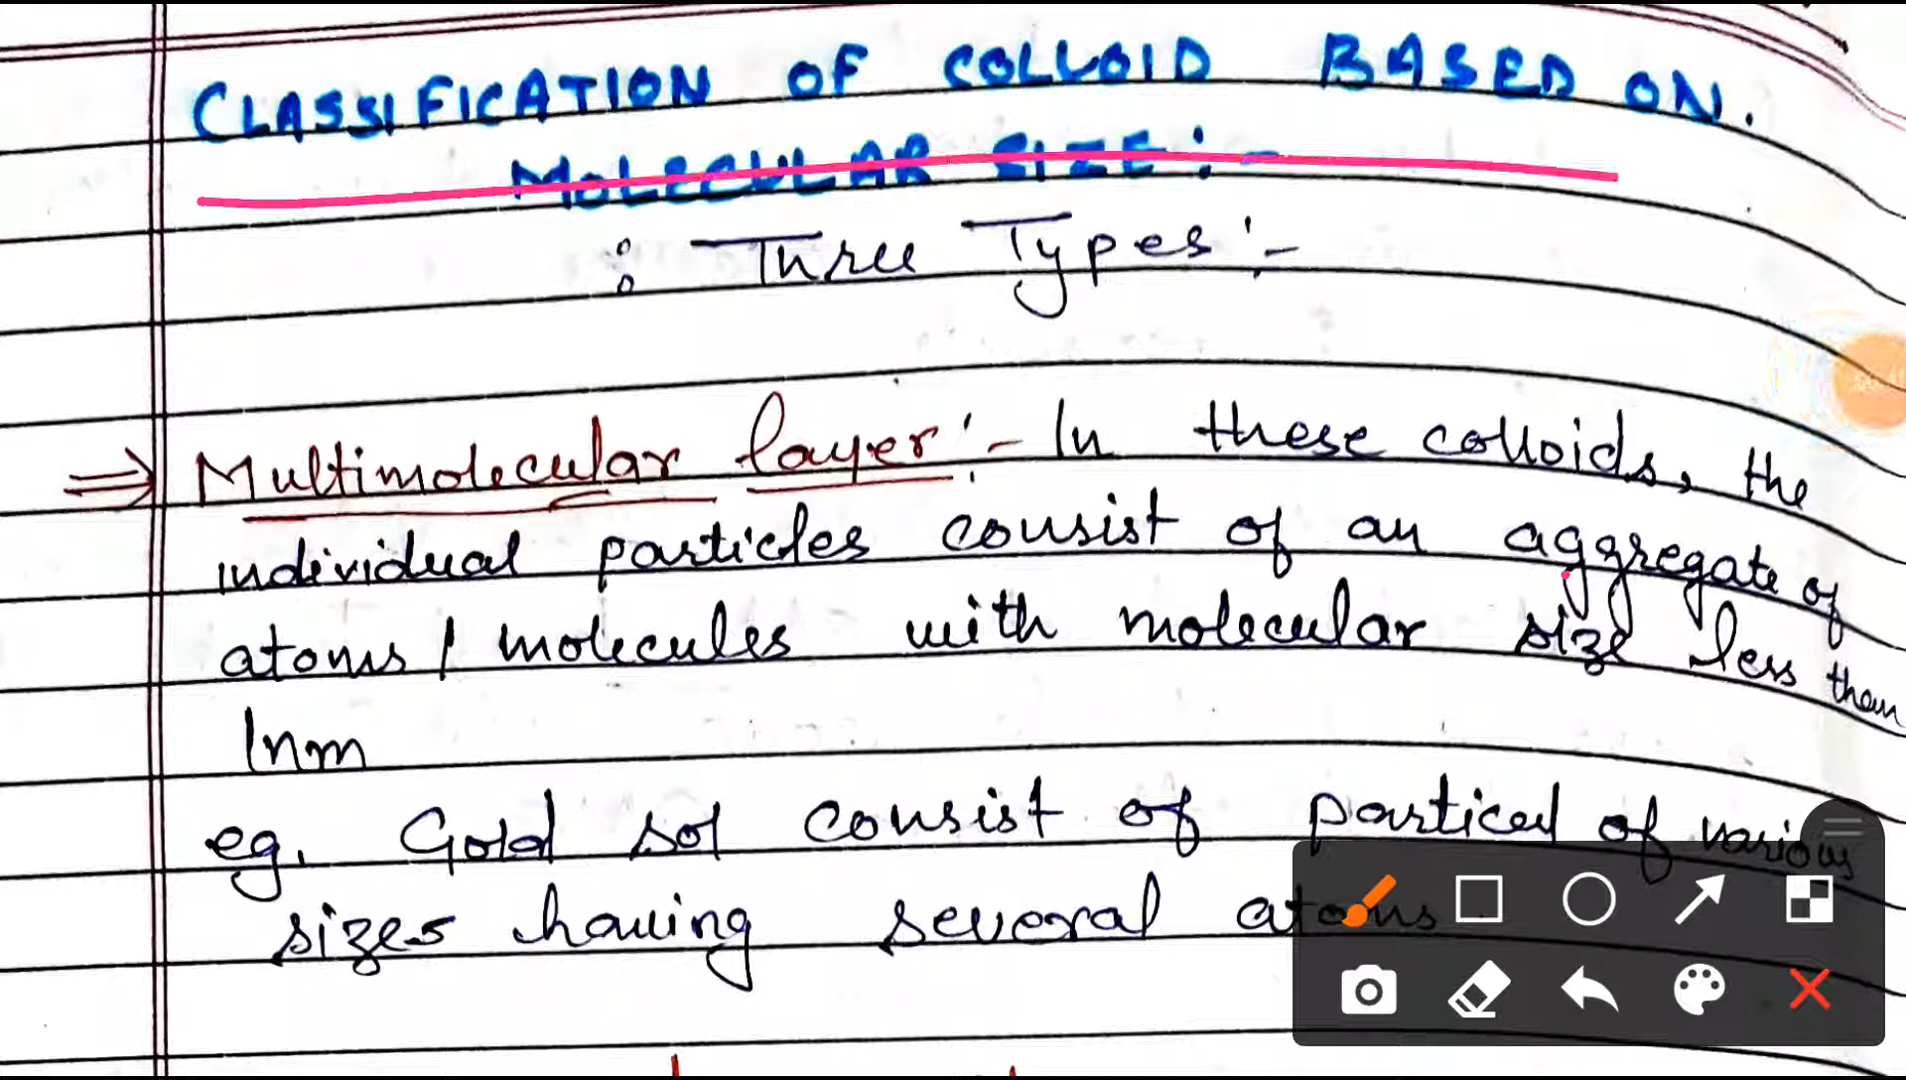 CLASSIFICATION OF COLLOID BASED ON.
MOLECULAR SIZE:-
: Three Types:-
⇒ Multimolecular layer:- In these colloids, the
individual particles consist of an aggregate of
atoms / molecules with molecular size less than
1nm
eg. Gold sol consist of particel of various
sizes having several atoms